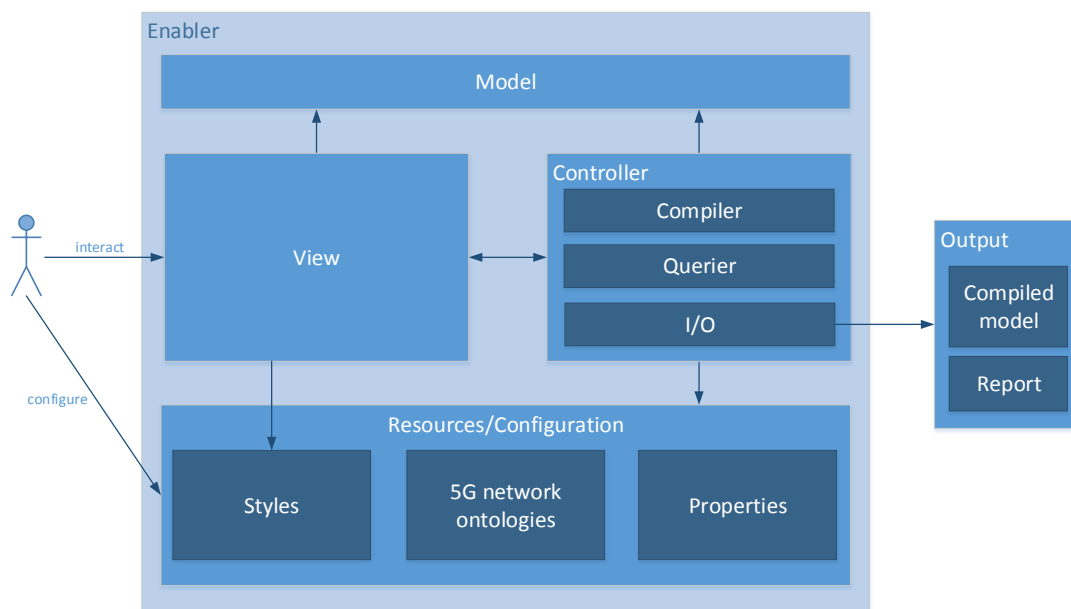 Enabler
Model
View
Controller
Compiler
Querier
I/O
interact
configure
Output
Compiled
model
Report
Resources/Configuration
Styles
5G network
ontologies
Properties